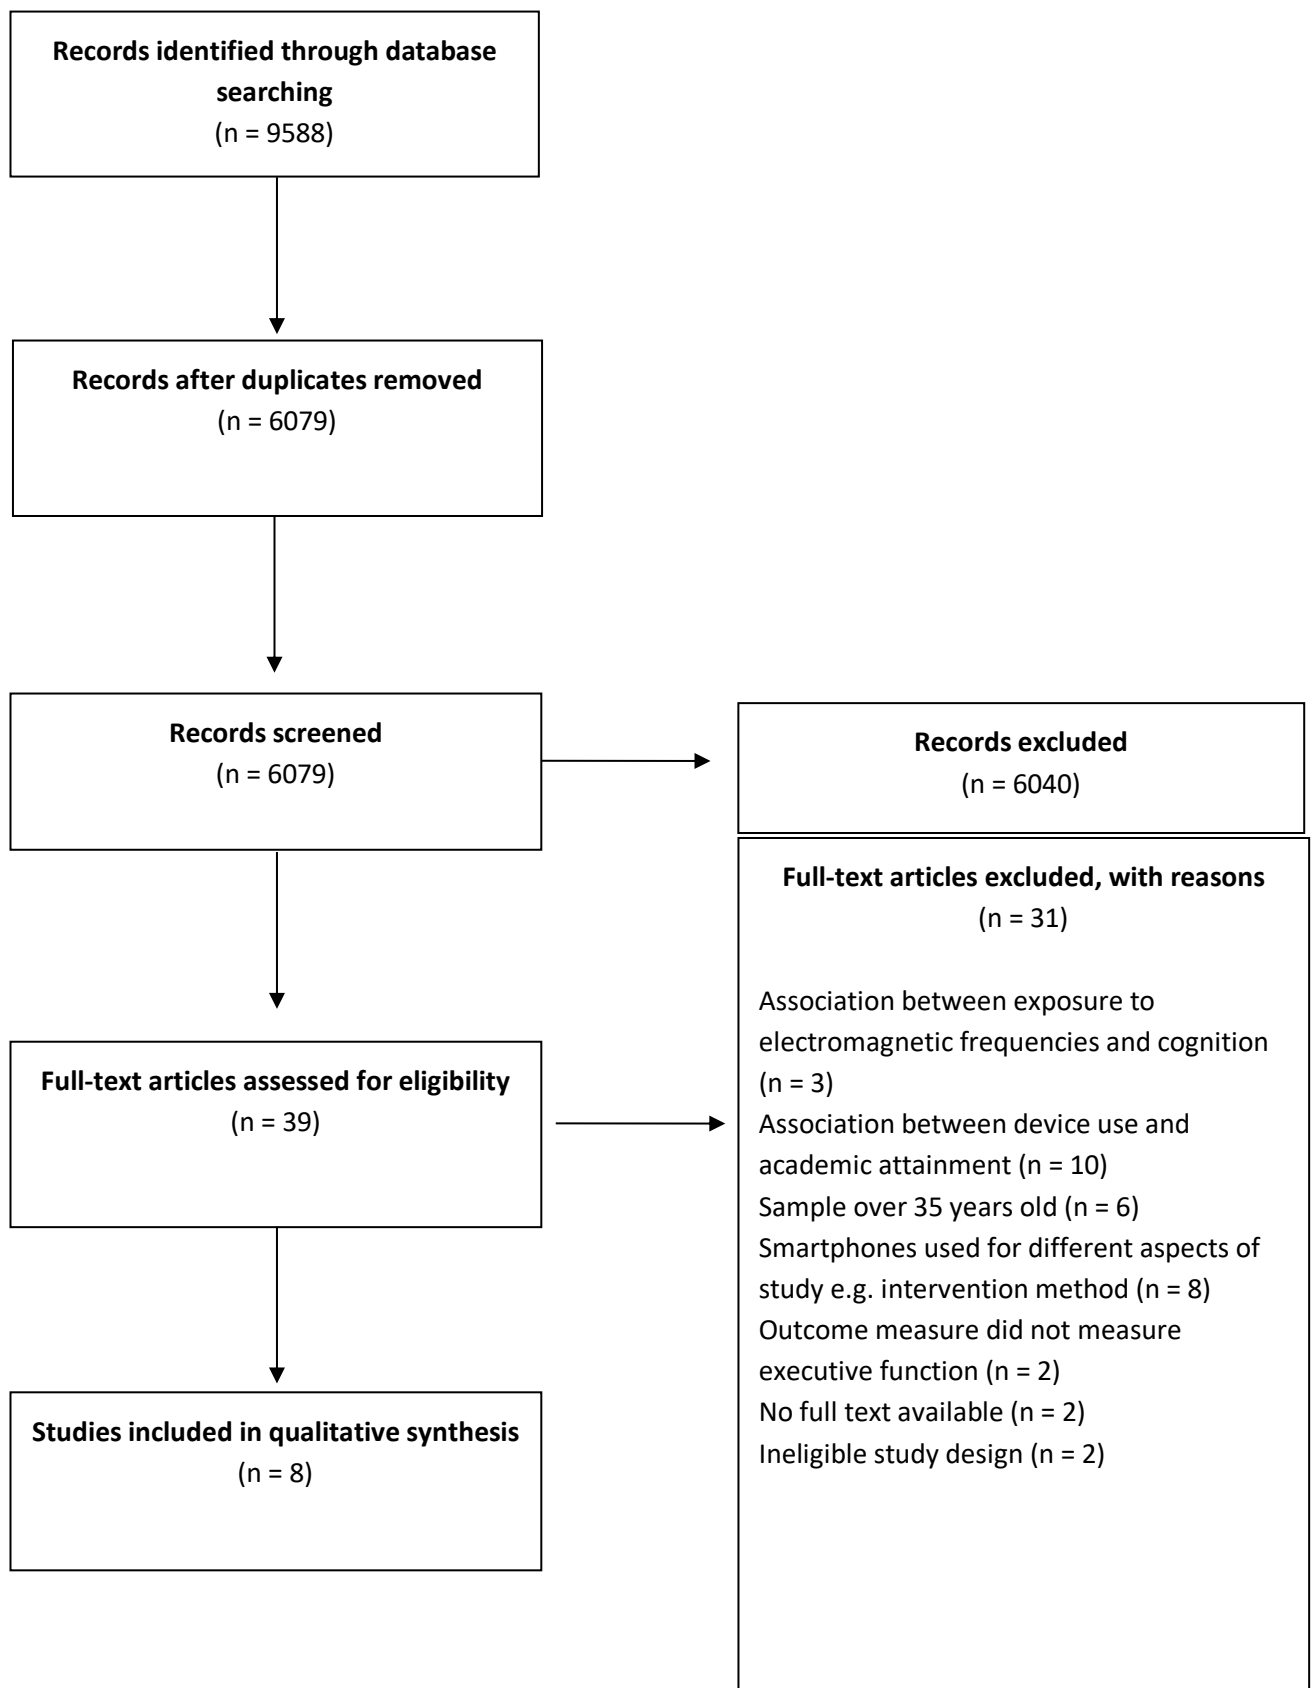 Records identified through database
searching
(n = 9588)
Records after duplicates removed
(n = 6079)
Records screened
(n = 6079)
Records excluded
(n = 6040)
Full-text articles assessed for eligibility
(n = 39)
Full-text articles excluded, with reasons
(n = 31)
Association between exposure to
electromagnetic frequencies and cognition
(n = 3)
Association between device use and
academic attainment (n = 10)
Sample over 35 years old (n = 6)
Smartphones used for different aspects of
study e.g. intervention method (n = 8)
Outcome measure did not measure
executive function (n = 2)
No full text available (n = 2)
Ineligible study design (n = 2)
Studies included in qualitative synthesis
(n = 8)